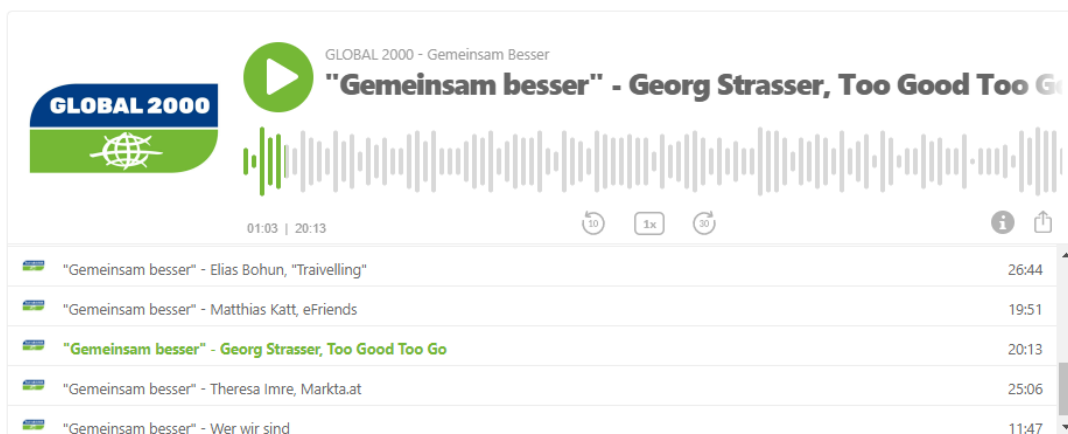 GLOBAL 2000
GLOBAL 2000 - Gemeinsam Besser
"Gemeinsam besser" - Georg Strasser, Too Good Too G
01:03 | 20:13
10
1x
30
"Gemeinsam besser" - Elias Bohun, "Traivelling" 26:44
"Gemeinsam besser" - Matthias Katt, eFriends 19:51
"Gemeinsam besser" - Georg Strasser, Too Good Too Go 20:13
"Gemeinsam besser" - Theresa Imre, Markta.at 25:06
"Gemeinsam besser" - Wer wir sind 11:47